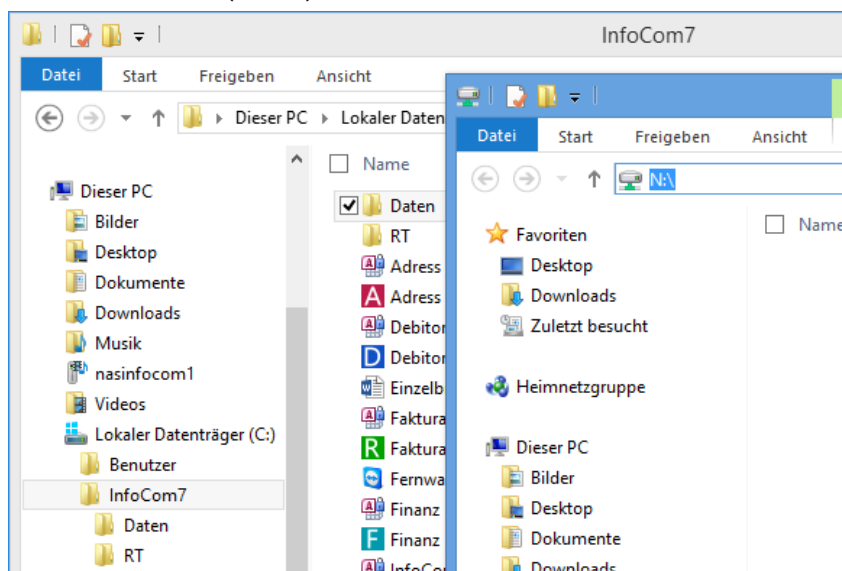 InfoCom7
Datei Start Freigeben Ansicht
Dieser PC Lokaler Daten
Name
Dieser PC
Bilder
Desktop
Dokumente
Downloads
Musik
nasinfocom1
Videos
Lokaler Datenträger (C:)
Benutzer
InfoCom7
Daten
RT
Daten
RT
Adress
Adress
Debitor
Debitor
Einzelb
Faktura
Faktura
Fernwa
Finanz
Finanz
InfoCo
Datei Start Freigeben Ansicht
N:\
Name
Favoriten
Desktop
Downloads
Zuletzt besucht
Heimnetzgruppe
Dieser PC
Bilder
Desktop
Dokumente
Downloads